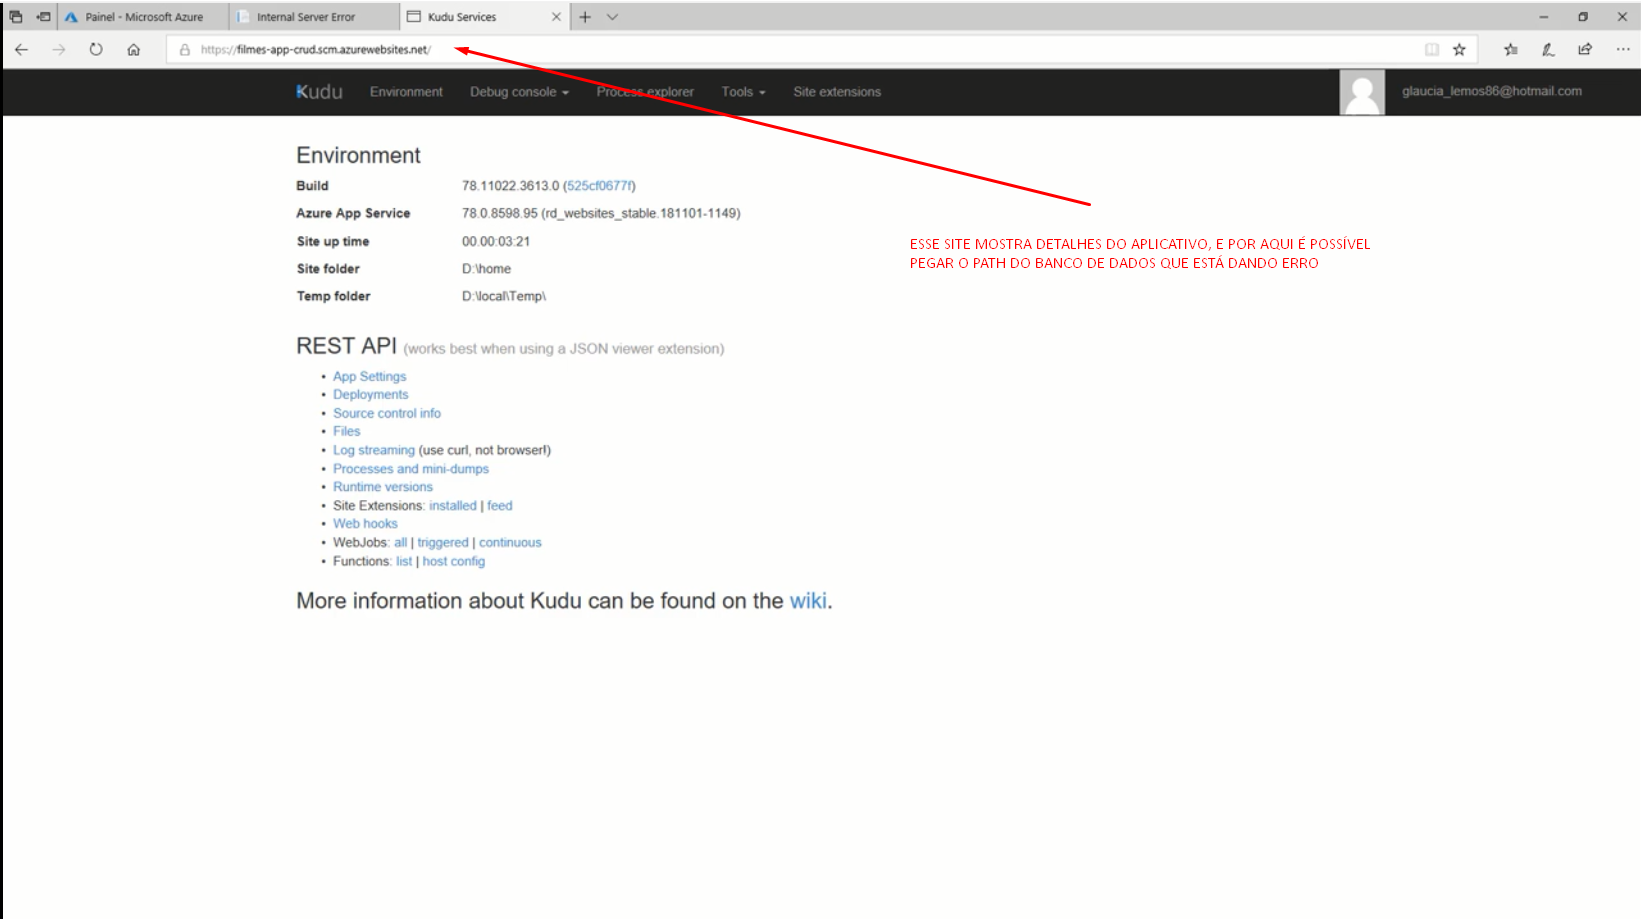 Painel - Microsoft Azure
Internal Server Error
Kudu Services
https://filmes-app-crud.scm.azurewebsites.net/
Kudu
Environment
Debug console
Process explorer
Tools
Site extensions
glaucia_lemos86@hotmail.com
Environment
Build 78.11022.3613.0 (525cf0677f)
Azure App Service 78.0.8598.95 (rd_websites_stable.181101-1149)
Site up time 00.00:03:21
Site folder D:\home
Temp folder D:\local\Temp\
ESSE SITE MOSTRA DETALHES DO APLICATIVO, E POR AQUI É POSSÍVEL
PEGAR O PATH DO BANCO DE DADOS QUE ESTÁ DANDO ERRO
REST API (works best when using a JSON viewer extension)
• App Settings
• Deployments
• Source control info
• Files
• Log streaming (use curl, not browser!)
• Processes and mini-dumps
• Runtime versions
• Site Extensions: installed | feed
• Web hooks
• WebJobs: all | triggered | continuous
• Functions: list | host config
More information about Kudu can be found on the wiki.